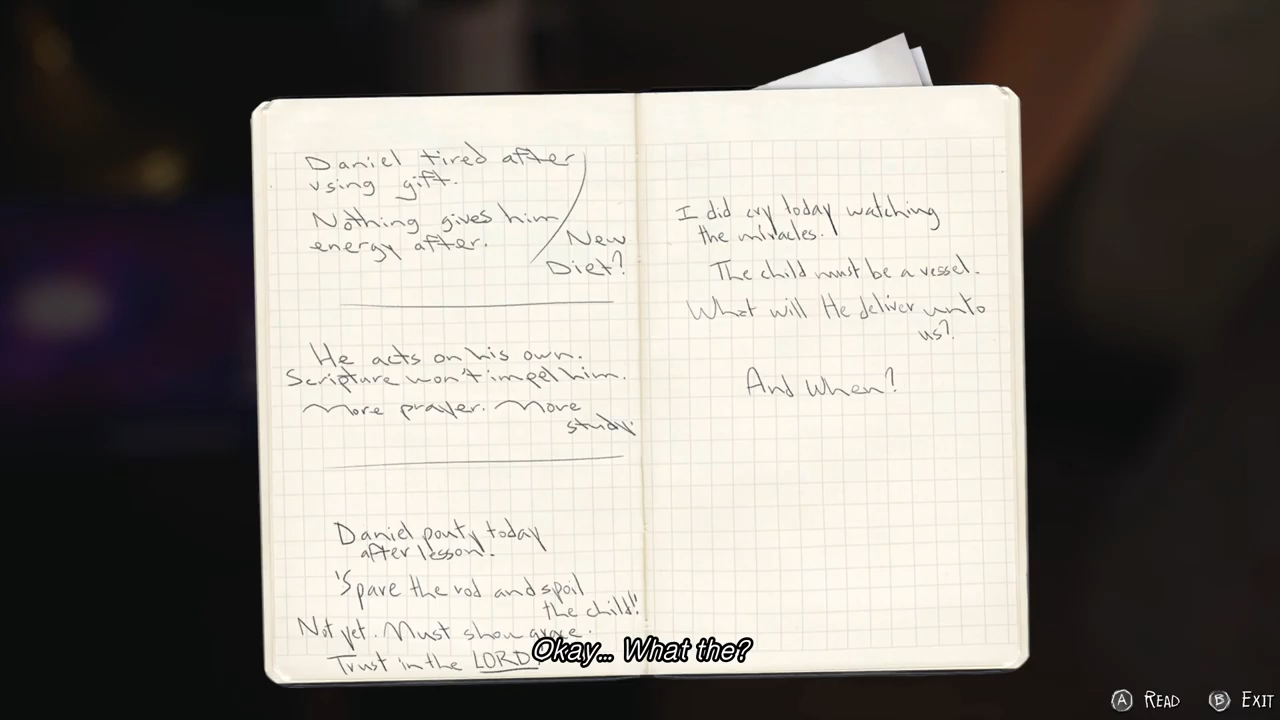 Daniel tired after
using gift.
Nothing gives him
energy after.
New
Diet?
He acts on his own.
Scripture won't impel him.
More prayer. More
study.
Daniel pouty today
after lesson.
'Spare the rod and spoil
the child!'
Not yet. Must show grace.
Trust in the LORD.
I did cry today watching
the miracles.
The child must be a vessel.
What will He deliver unto
us?
And when?
Okay... What the?
A READ B EXIT